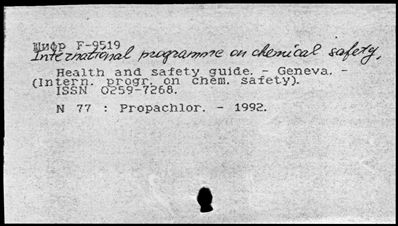 Шифр F-9519
International programme on chemical safety.
Health and safety guide. - Geneva. -
(Intern. progr. on chem. safety).
ISSN 0259-7268.
N 77 : Propachlor. - 1992.